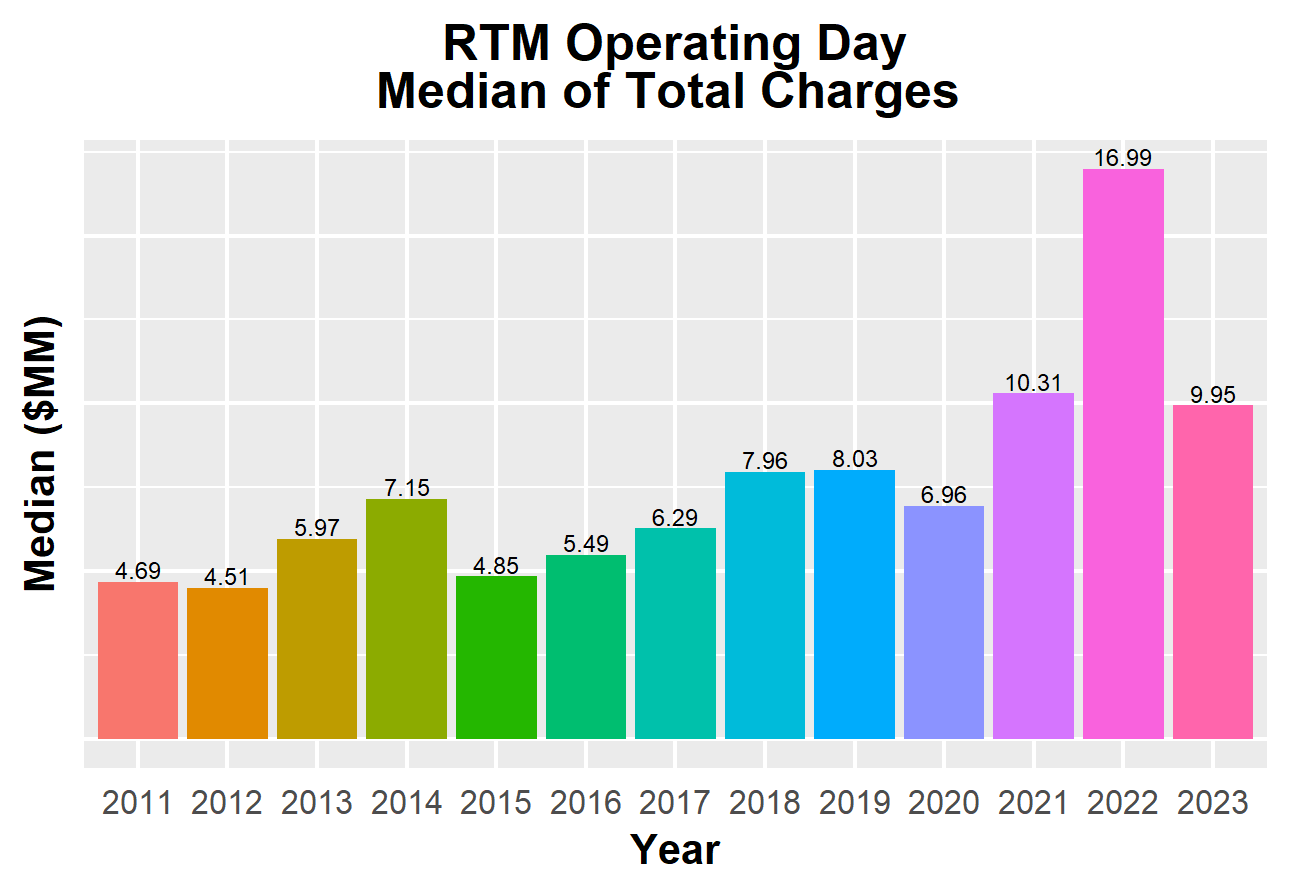 RTM Operating Day
Median of Total Charges
Median ($MM)
16.99
10.31
9.95
7.96
8.03
7.15
6.96
6.29
5.97
5.49
4.69
4.51
4.85
2011 2012 2013 2014 2015 2016 2017 2018 2019 2020 2021 2022 2023
Year